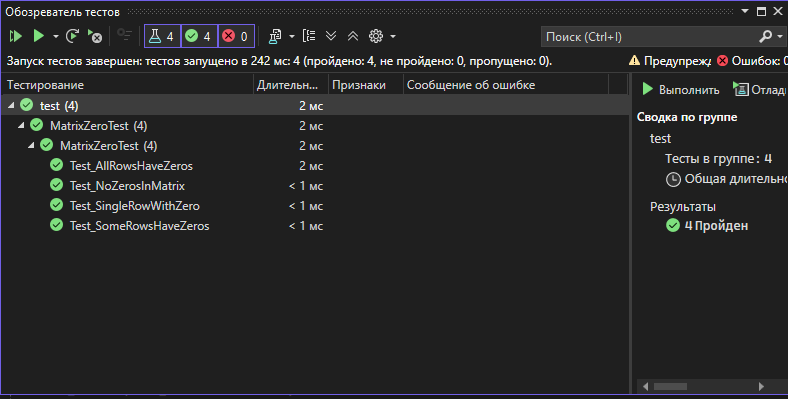 Обозреватель тестов
4 4 0 Поиск (Ctrl+I)
Запуск тестов завершен: тестов запущено в 242 мс: 4 (пройдено: 4, не пройдено: 0, пропущено: 0). Предупрежд Ошибок: 0
Тестирование Длительн... Признаки Сообщение об ошибке
test (4) 2 мс
MatrixZeroTest (4) 2 мс
MatrixZeroTest (4) 2 мс
Test_AllRowsHaveZeros 2 мс
Test_NoZerosInMatrix < 1 мс
Test_SingleRowWithZero < 1 мс
Test_SomeRowsHaveZeros < 1 мс
Выполнить Отлад
Сводка по группе
test
Тесты в группе: 4
Общая длительно
Результаты
4 Пройден